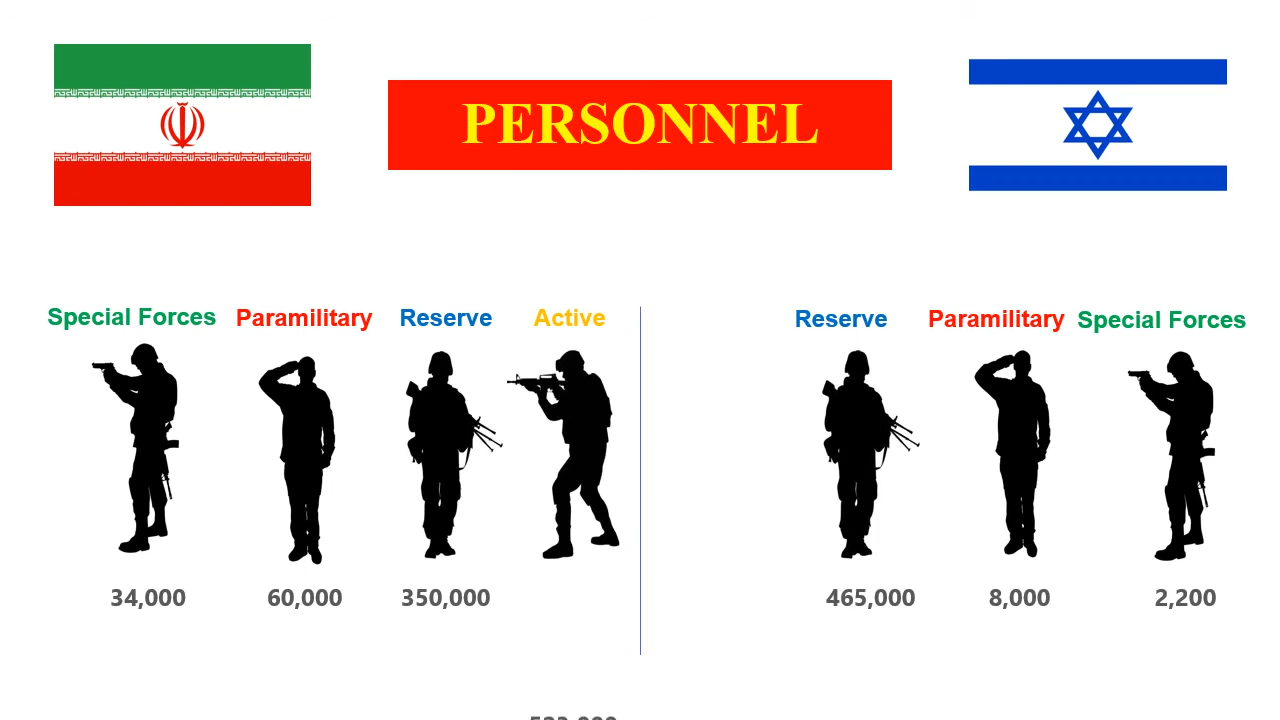 PERSONNEL
Special Forces Paramilitary Reserve Active Reserve Paramilitary Special Forces
34,000 60,000 350,000 465,000 8,000 2,200